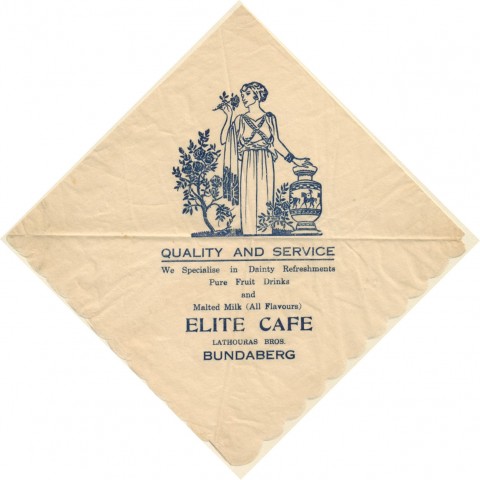 QUALITY AND SERVICE
We Specialise in Dainty Refreshments
Pure Fruit Drinks
and
Malted Milk (All Flavours)
ELITE CAFE
LATHOURAS BROS.
BUNDABERG